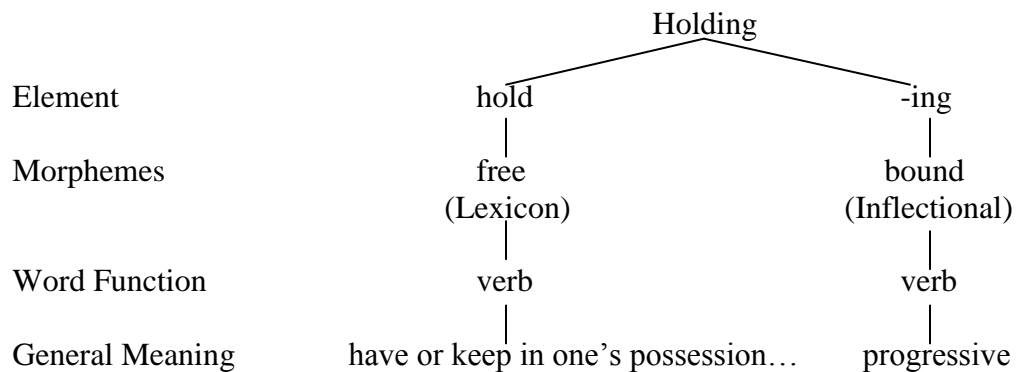 Holding
Element hold -ing
Morphemes free bound
(Lexicon) (Inflectional)
Word Function verb verb
General Meaning have or keep in one’s possession… progressive